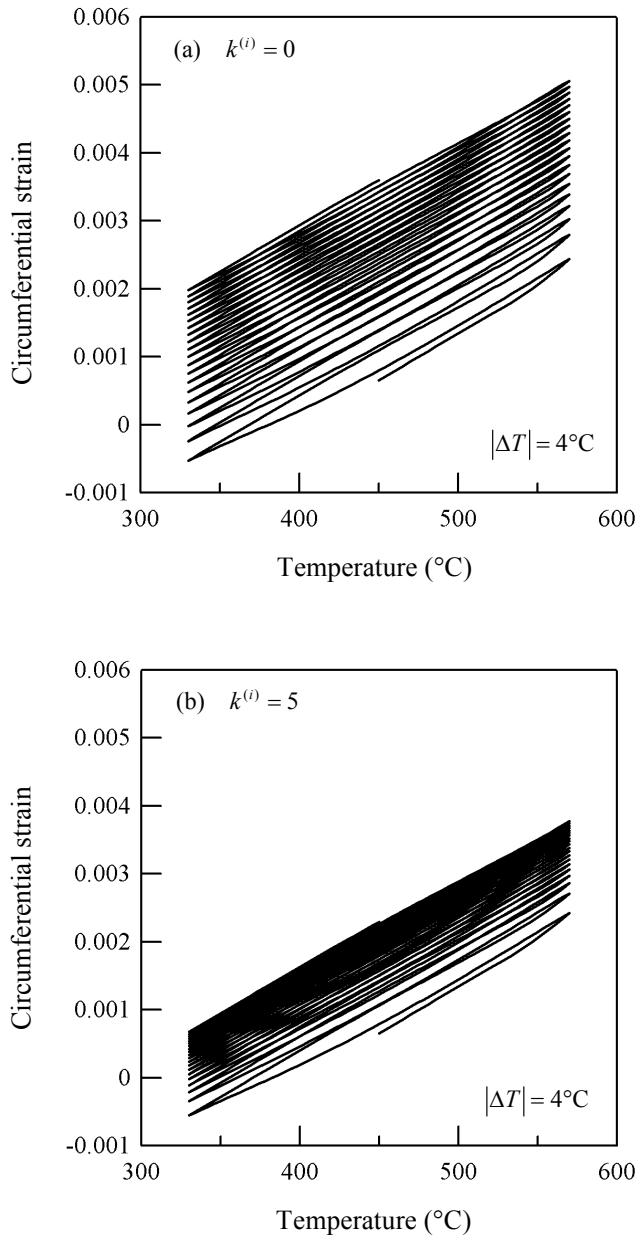 0.006
(a) k^{(i)} = 0
0.005
0.004
0.003
0.002
0.001
0
-0.001
Circumferential strain
|ΔT| = 4°C
300 400 500 600
Temperature (°C)
0.006
(b) k^{(i)} = 5
0.005
0.004
0.003
0.002
0.001
0
-0.001
Circumferential strain
|ΔT| = 4°C
300 400 500 600
Temperature (°C)